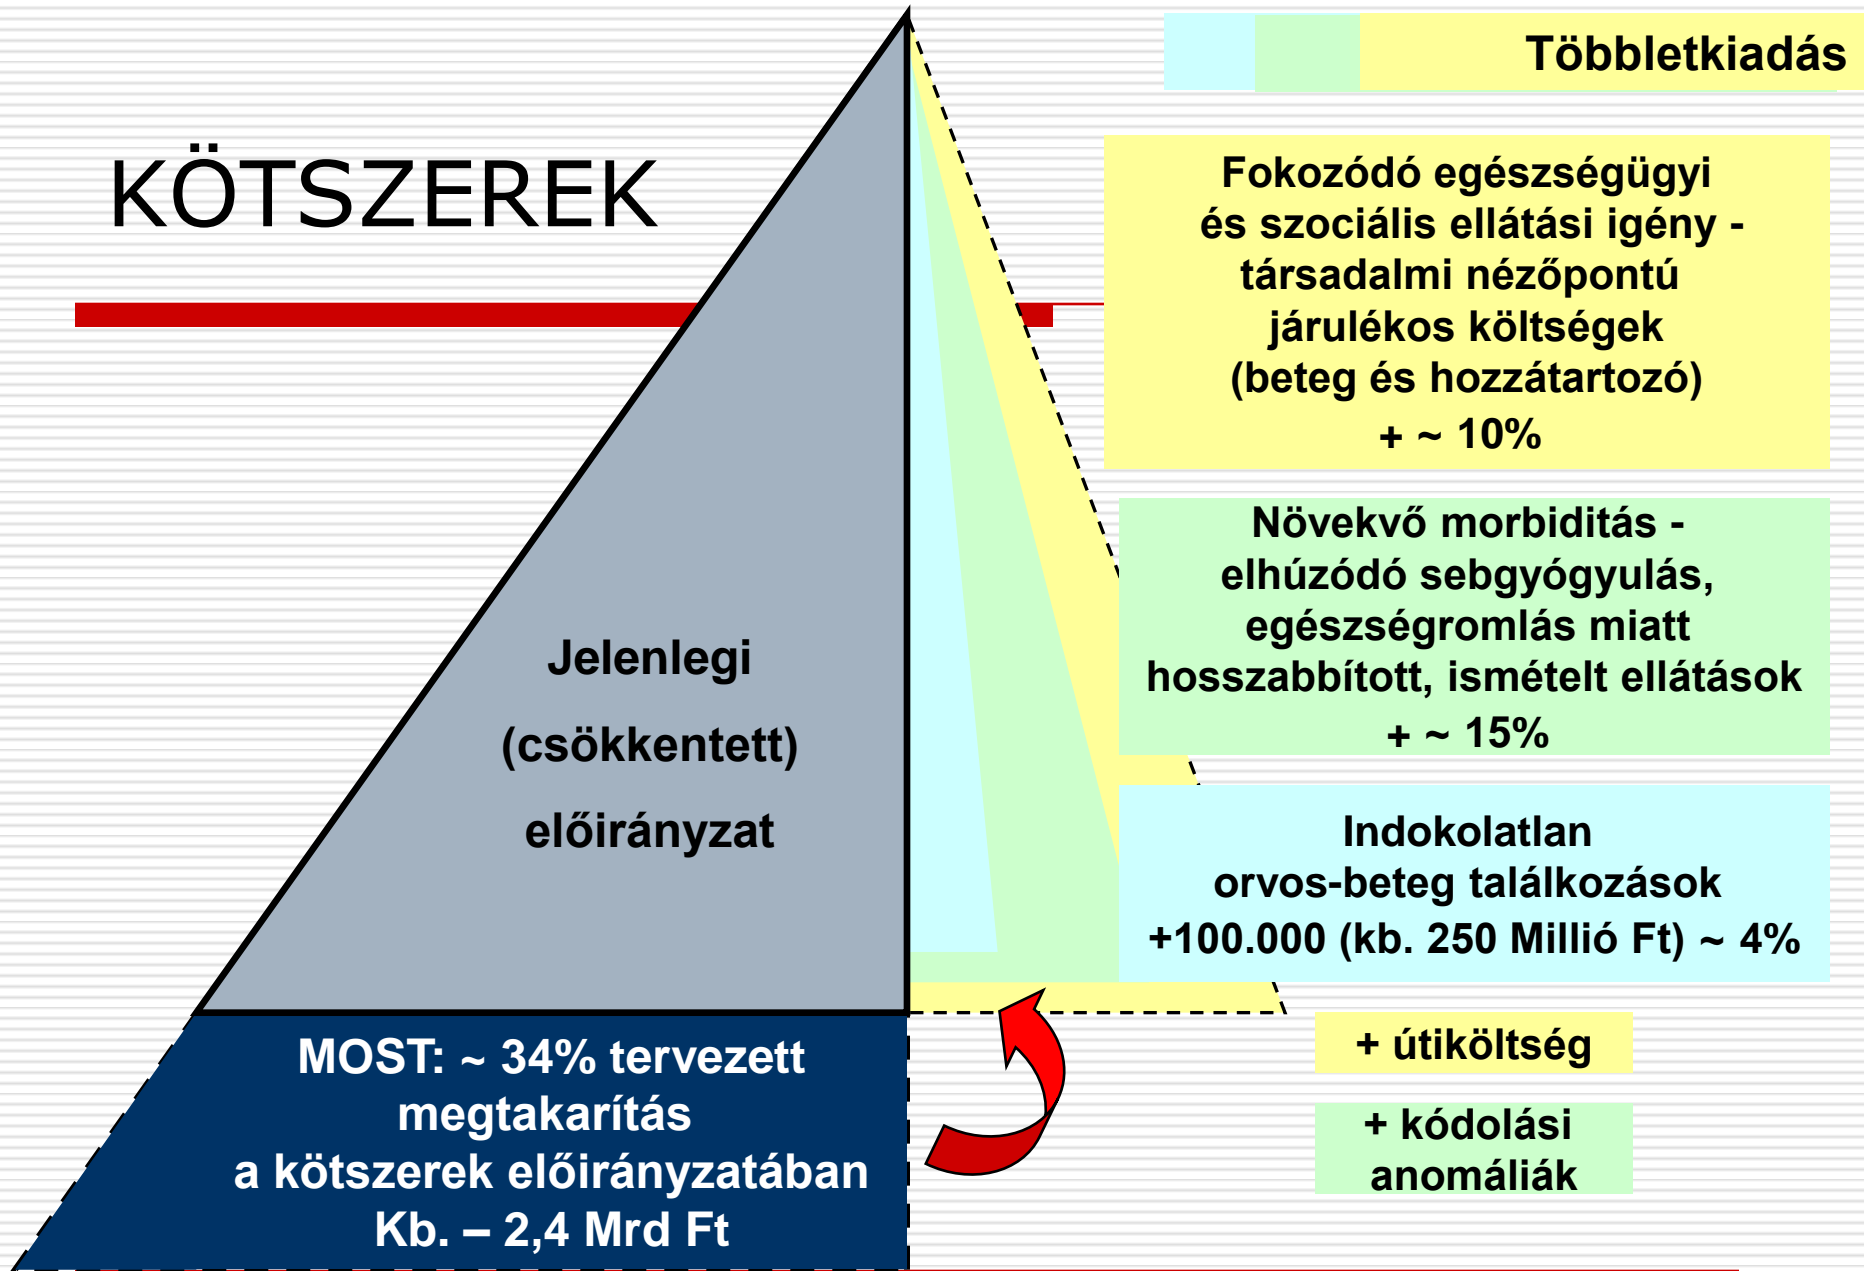 KÖTSZEREK
Többletkiadás
Fokozódó egészségügyi
és szociális ellátási igény -
társadalmi nézőpontú
járulékos költségek
(beteg és hozzátartozó)
+ ~ 10%
Növekvő morbiditás -
elhúzódó sebgyógyulás,
egészségromlás miatt
hosszabbított, ismételt ellátások
+ ~ 15%
Indokolatlan
orvos-beteg találkozások
+100.000 (kb. 250 Millió Ft) ~ 4%
+ útiköltség
+ kódolási
anomáliák
Jelenlegi
(csökkentett)
előirányzat
MOST: ~ 34% tervezett
megtakarítás
a kötszerek előirányzatában
Kb. – 2,4 Mrd Ft